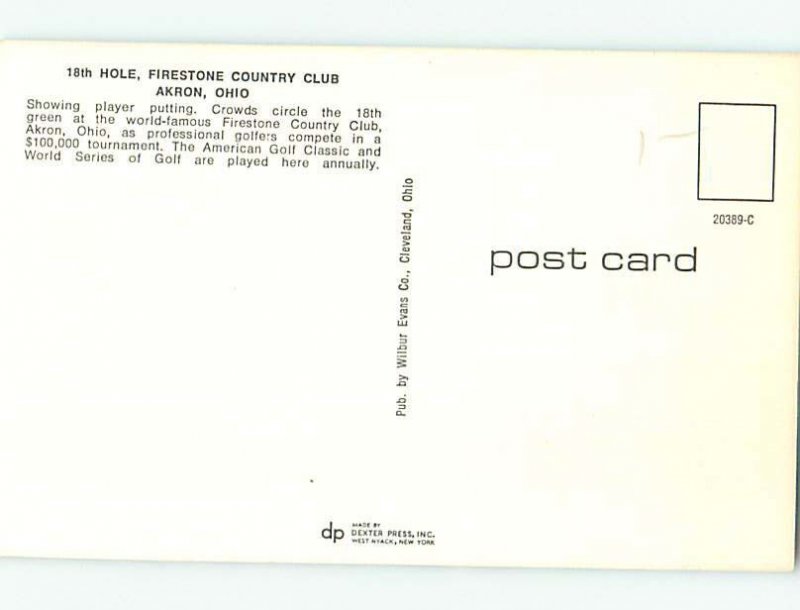 18th HOLE, FIRESTONE COUNTRY CLUB
AKRON, OHIO
Showing player putting. Crowds circle the 18th
green at the world-famous Firestone Country Club,
Akron, Ohio, as professional golfers compete in a
$100,000 tournament. The American Golf Classic and
World Series of Golf are played here annually.
Pub. by Wilbur Evans Co., Cleveland, Ohio
20389-C
post card
dp
MADE BY
DEXTER PRESS, INC.
WEST NYACK, NEW YORK